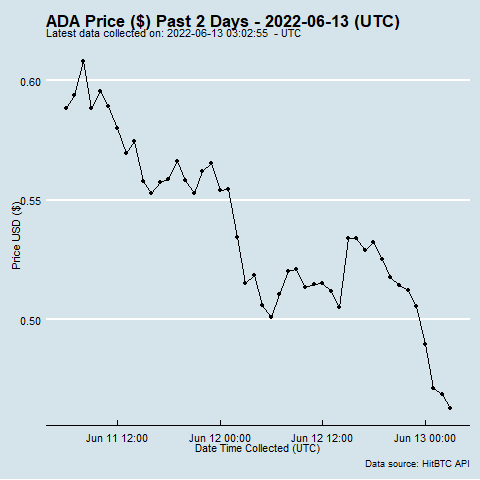 ADA Price ($) Past 2 Days - 2022-06-13 (UTC)
Latest data collected on: 2022-06-13 03:02:55  - UTC
0.60
0.55
0.50
Price USD ($)
Jun 11 12:00 Jun 12 00:00 Jun 12 12:00 Jun 13 00:00
Date Time Collected (UTC)
Data source: HitBTC API